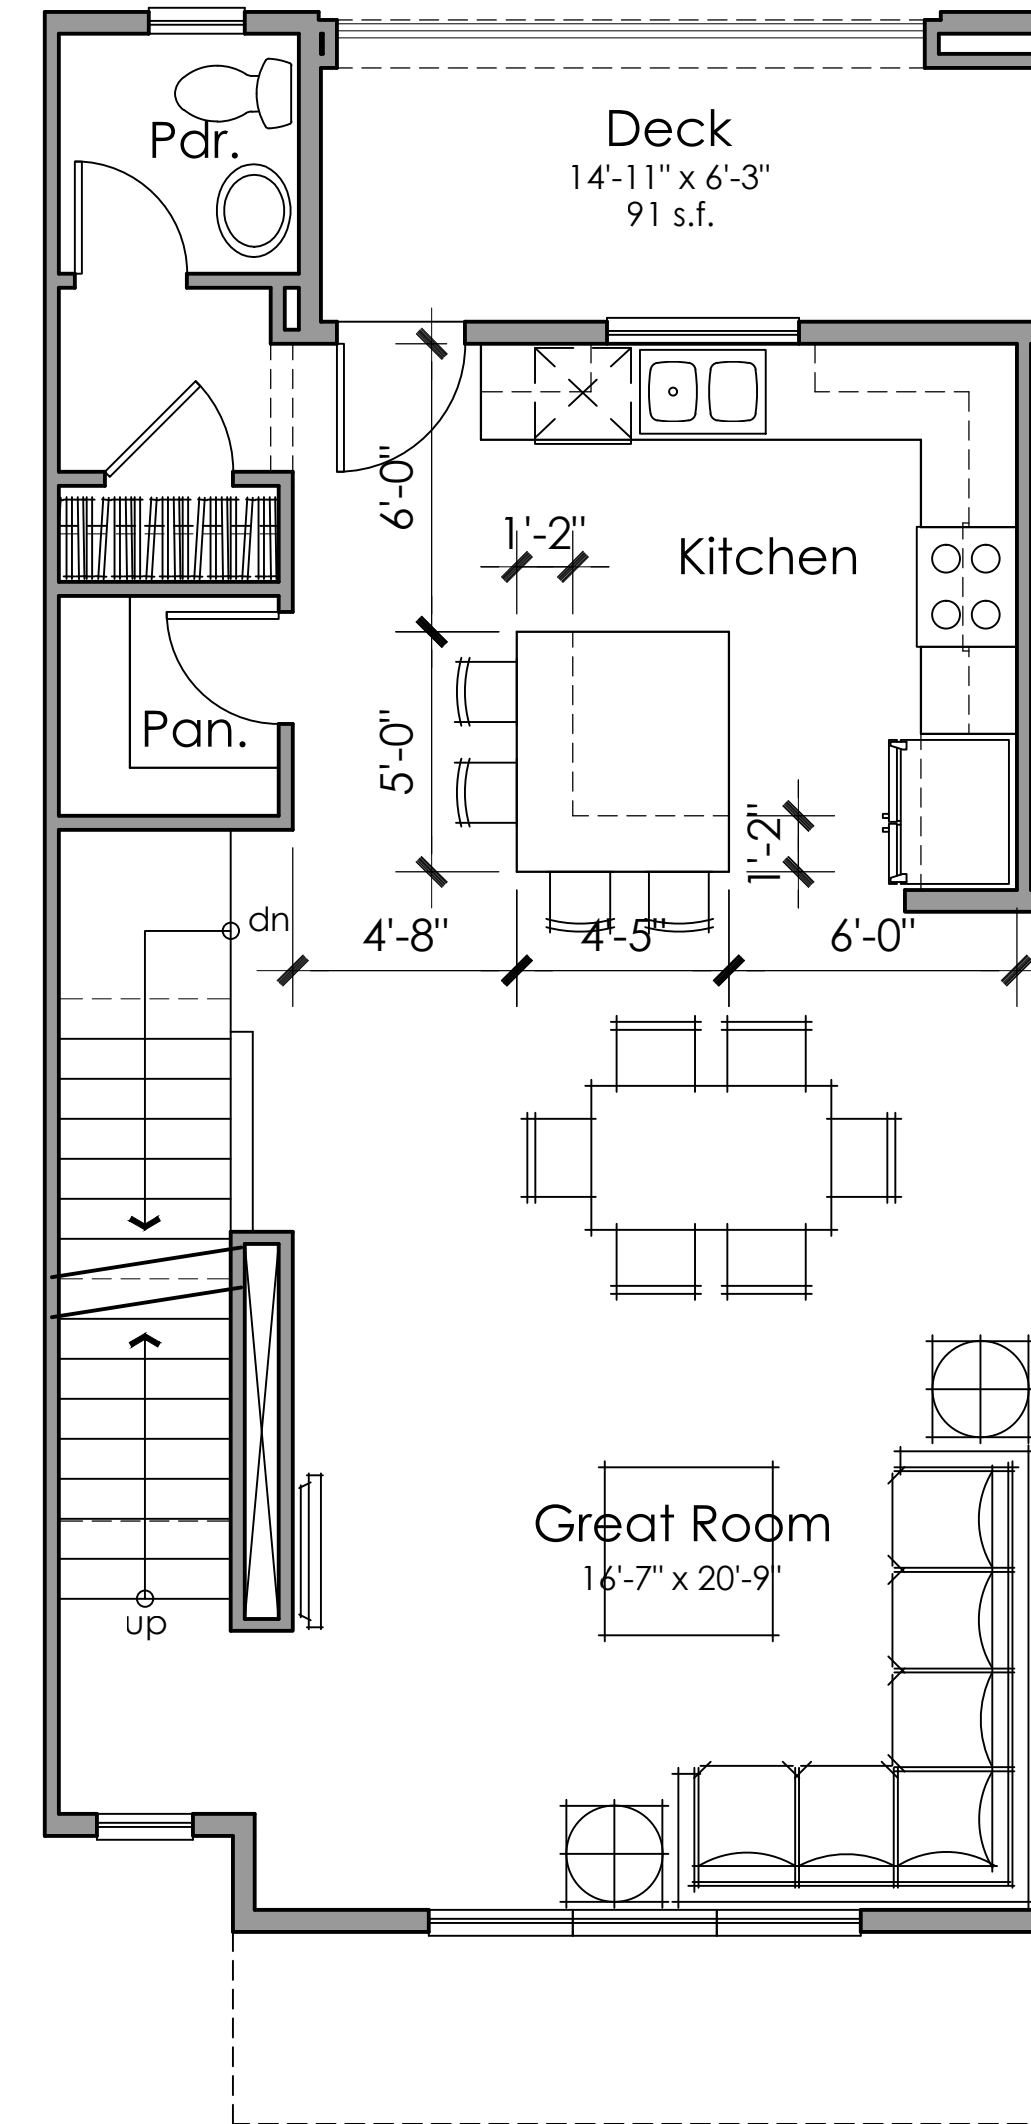 Pdr.
Deck
14'-11" x 6'-3"
91 s.f.
6'-0"
1'-2"
Kitchen
Pan.
5'-0"
1'-2"
dn
4'-8"
4'-5"
6'-0"
Great Room
16'-7" x 20'-9"
up